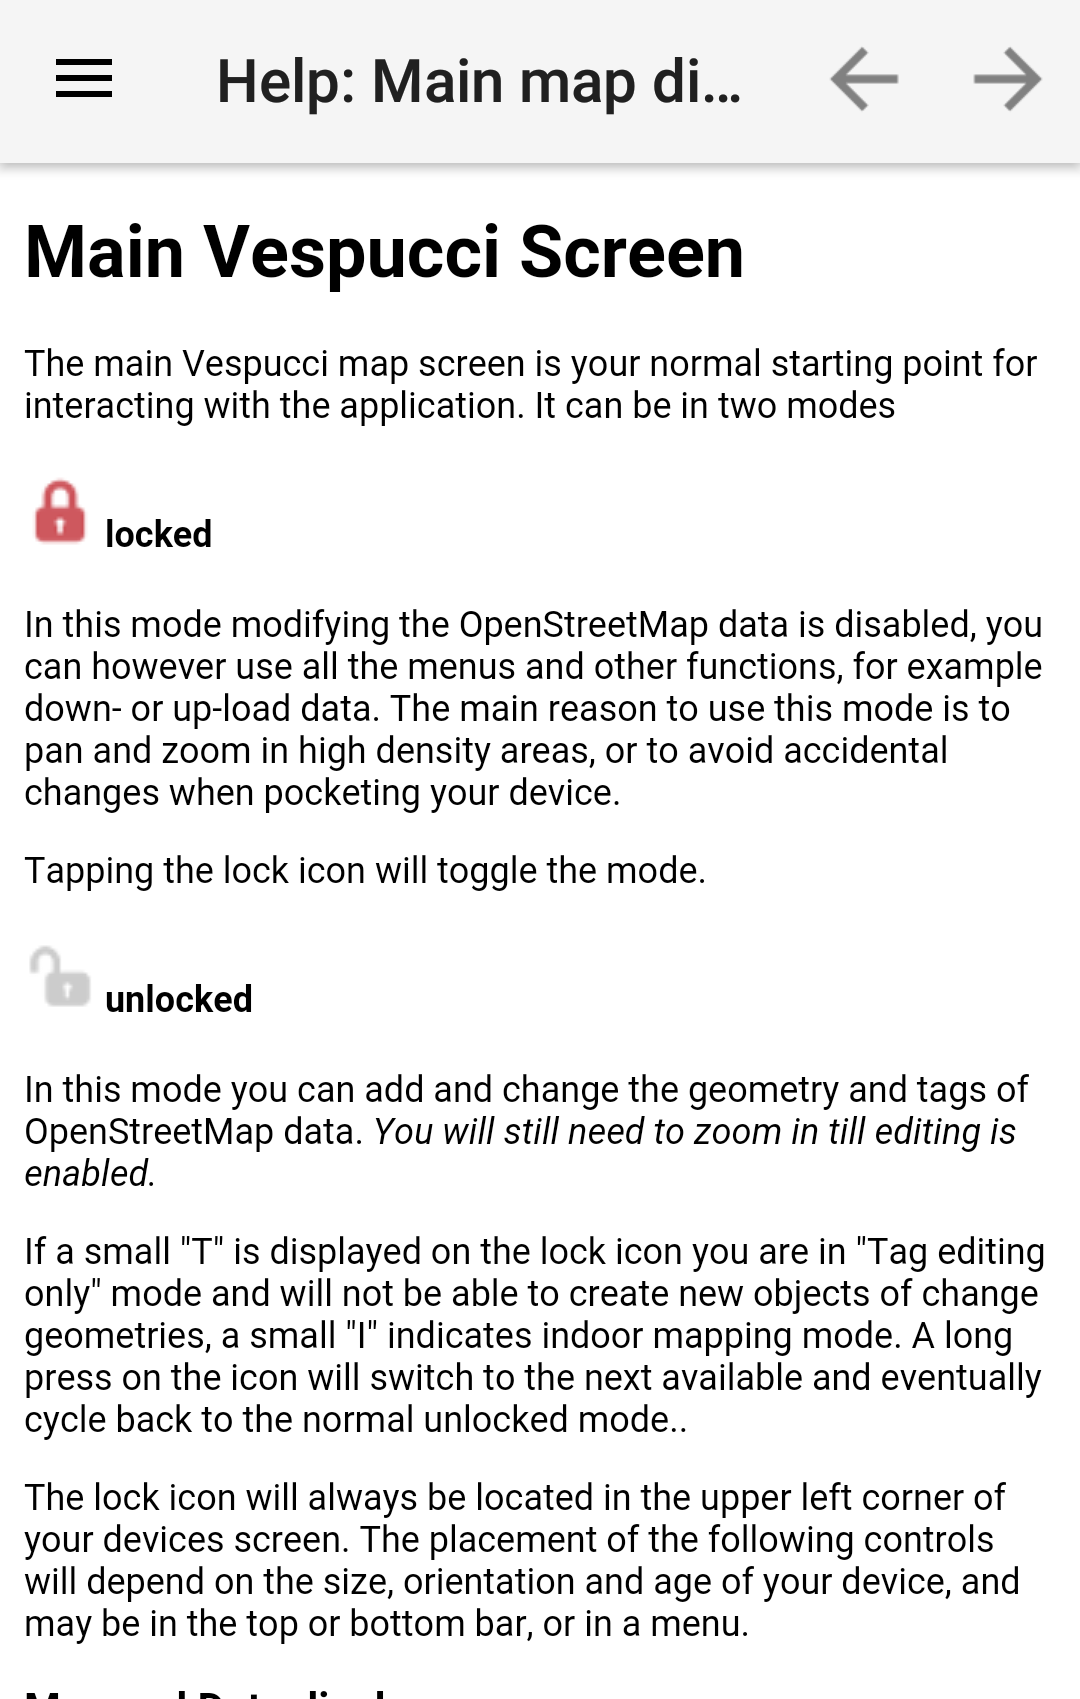 Help: Main map di...
Main Vespucci Screen
The main Vespucci map screen is your normal starting point for
interacting with the application. It can be in two modes
locked
In this mode modifying the OpenStreetMap data is disabled, you
can however use all the menus and other functions, for example
down- or up-load data. The main reason to use this mode is to
pan and zoom in high density areas, or to avoid accidental
changes when pocketing your device.
Tapping the lock icon will toggle the mode.
unlocked
In this mode you can add and change the geometry and tags of
OpenStreetMap data. You will still need to zoom in till editing is
enabled.
If a small "T" is displayed on the lock icon you are in "Tag editing
only" mode and will not be able to create new objects of change
geometries, a small "I" indicates indoor mapping mode. A long
press on the icon will switch to the next available and eventually
cycle back to the normal unlocked mode..
The lock icon will always be located in the upper left corner of
your devices screen. The placement of the following controls
will depend on the size, orientation and age of your device, and
may be in the top or bottom bar, or in a menu.